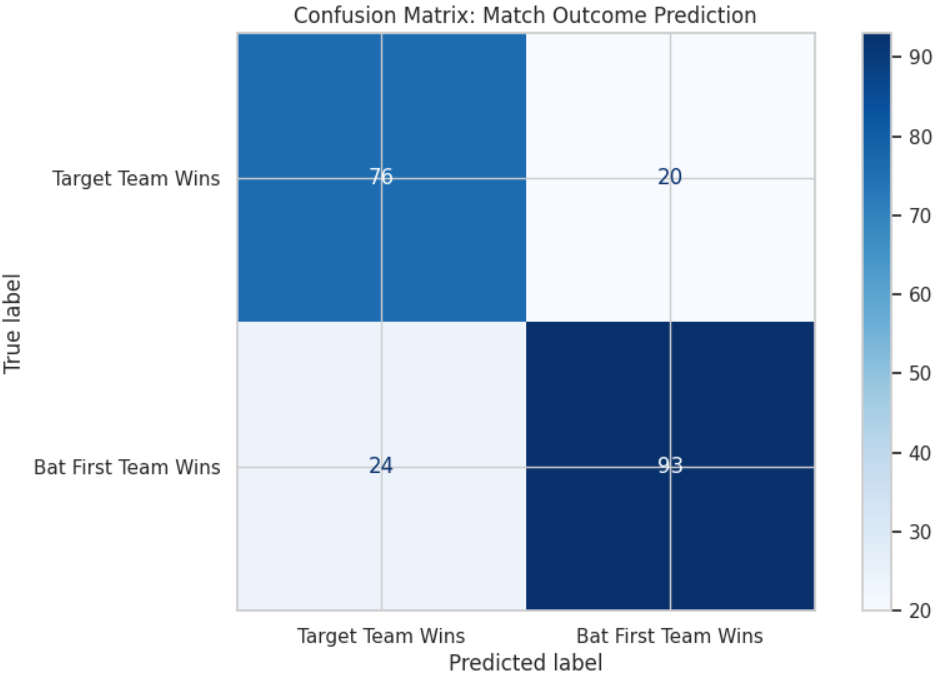 Confusion Matrix: Match Outcome Prediction
True label
Target Team Wins
76
20
Bat First Team Wins
24
93
Target Team Wins
Bat First Team Wins
Predicted label
90
80
70
60
50
40
30
20